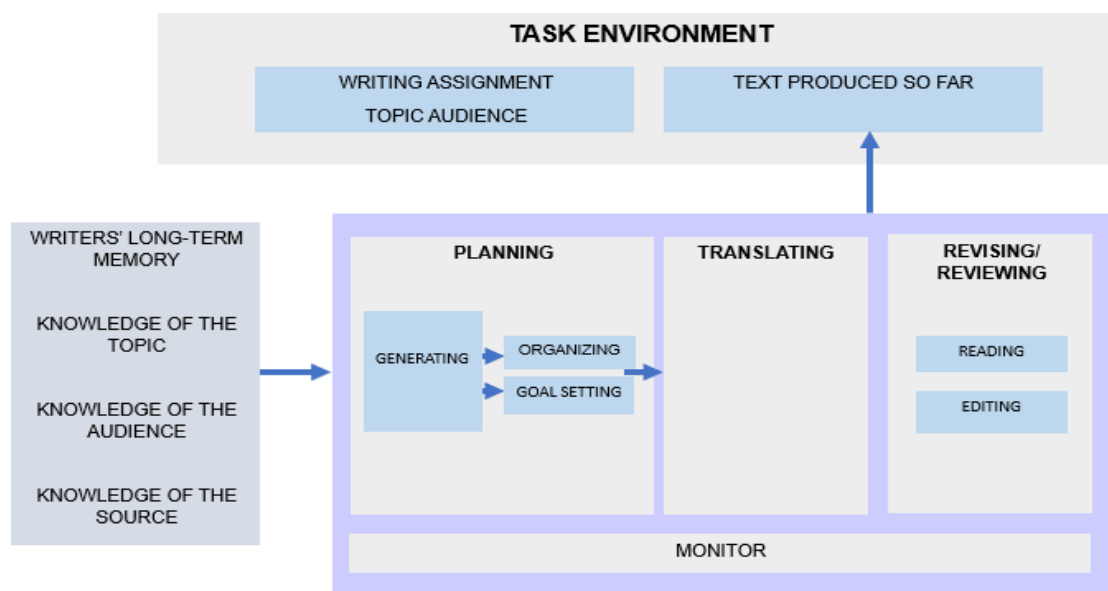 TASK ENVIRONMENT
WRITING ASSIGNMENT
TOPIC AUDIENCE
TEXT PRODUCED SO FAR
WRITERS' LONG-TERM
MEMORY
KNOWLEDGE OF THE
TOPIC
KNOWLEDGE OF THE
AUDIENCE
KNOWLEDGE OF THE
SOURCE
PLANNING
GENERATING
ORGANIZING
GOAL SETTING
TRANSLATING
REVISING/
REVIEWING
READING
EDITING
MONITOR